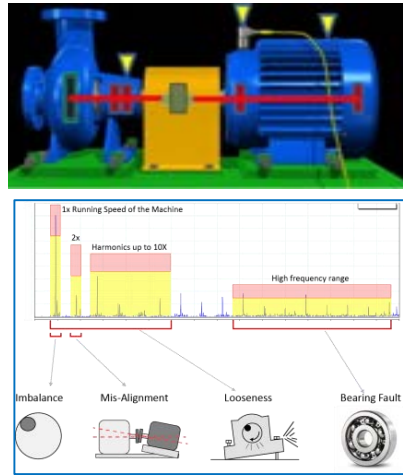 1x Running Speed of the Machine
2x
Harmonics up to 10X
High frequency range
Imbalance
Mis-Alignment
Looseness
Bearing Fault